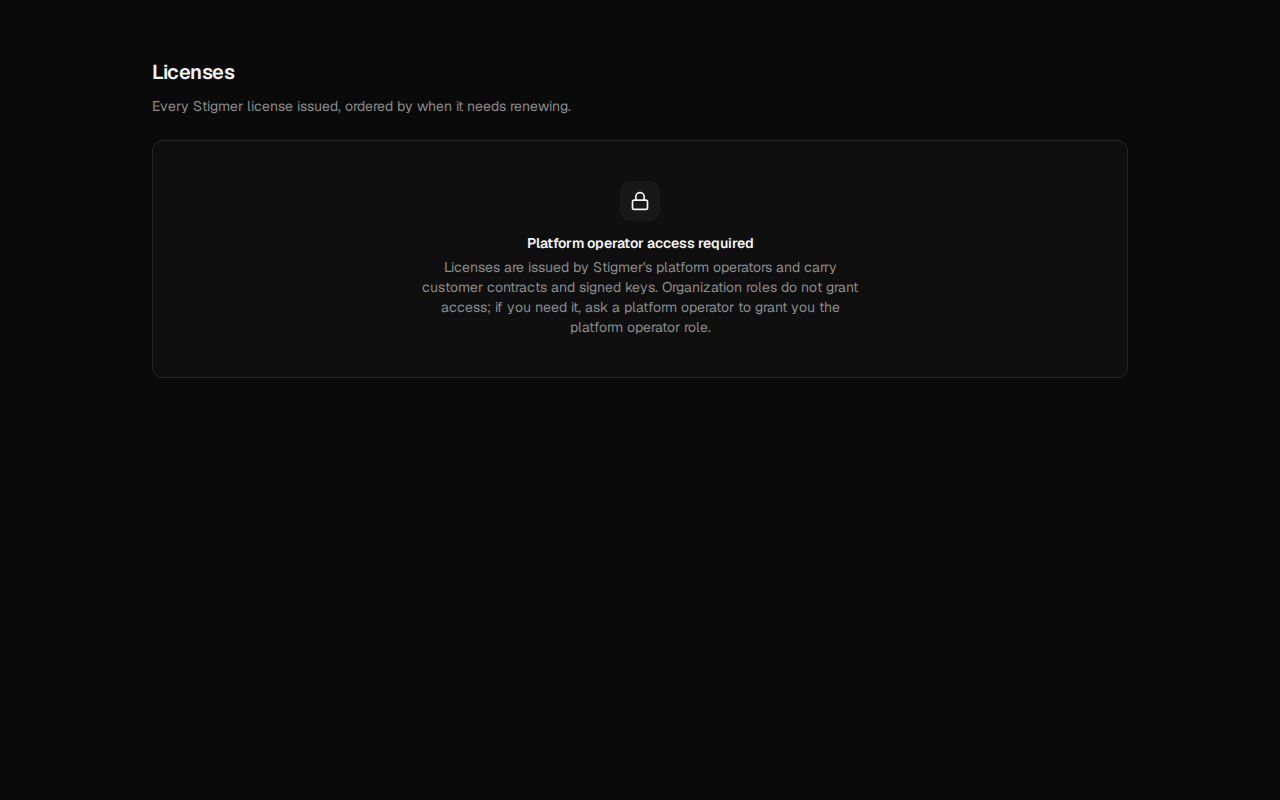 Licenses
Every Stigmer license issued, ordered by when it needs renewing.
Platform operator access required
Licenses are issued by Stigmer's platform operators and carry
customer contracts and signed keys. Organization roles do not grant
access; if you need it, ask a platform operator to grant you the
platform operator role.